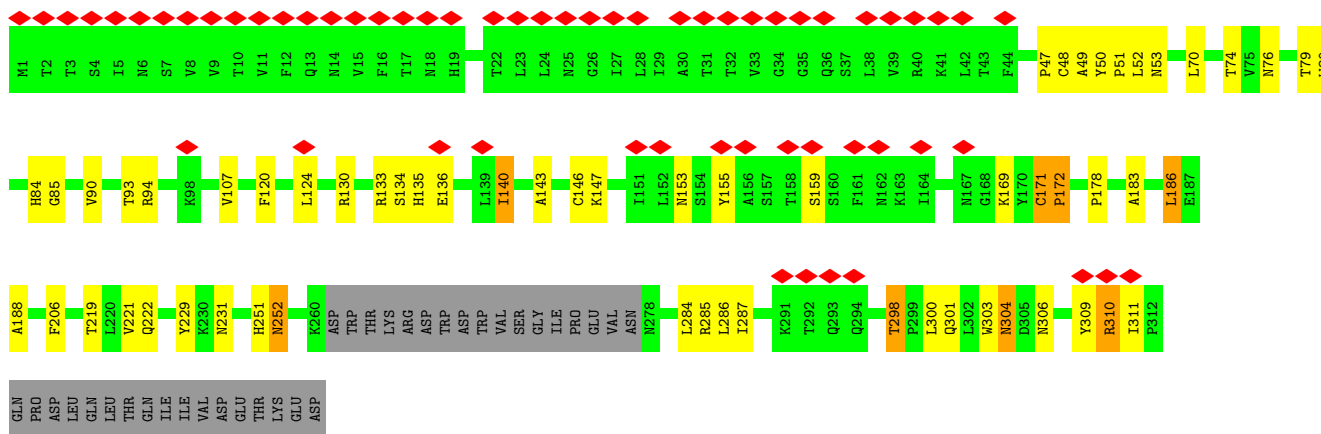 M1 T2 T3 S4 I5 N6 S7 V8 V9 T10 V11 F12 Q13 N14 V15 F16 T17 N18 H19 T22 L23 L24 N25 G26 I27 L28 I29 A30 T31 T32 V33 G34 G35 Q36 S37 L38 V39 R40 K41 L42 T43 F44 P47 C48 A49 Y50 P51 L52 N53 L70 T74 V75 N76 T79
H84 G85 V90 T93 R94 K98 V107 F120 L124 R130 R133 S134 H135 E136 L139 I140 A143 C146 K147 I151 L152 N153 S154 Y155 A156 S157 T158 S159 S160 F161 N162 K163 I164 N167 G168 K169 Y170 C171 P172 P178 A183 L186 E187
A188 F206 T219 L220 V221 Q222 Y229 K230 N231 H251 N252 K260 ASP TRP THR THR LYS ARG ASP TRP ASP TRP VAL SER GLY ILE PRO GLU VAL ASN N278 L284 R285 L286 I287 K291 T292 Q293 Q294 T298 P299 L300 Q301 L302 W303 N304 D305 N306 Y309 R310 I311 P312
GLN PRO ASP LEU GLN LEU THR GLN ILE ILE VAL ASP GLU THR LYS GLU ASP